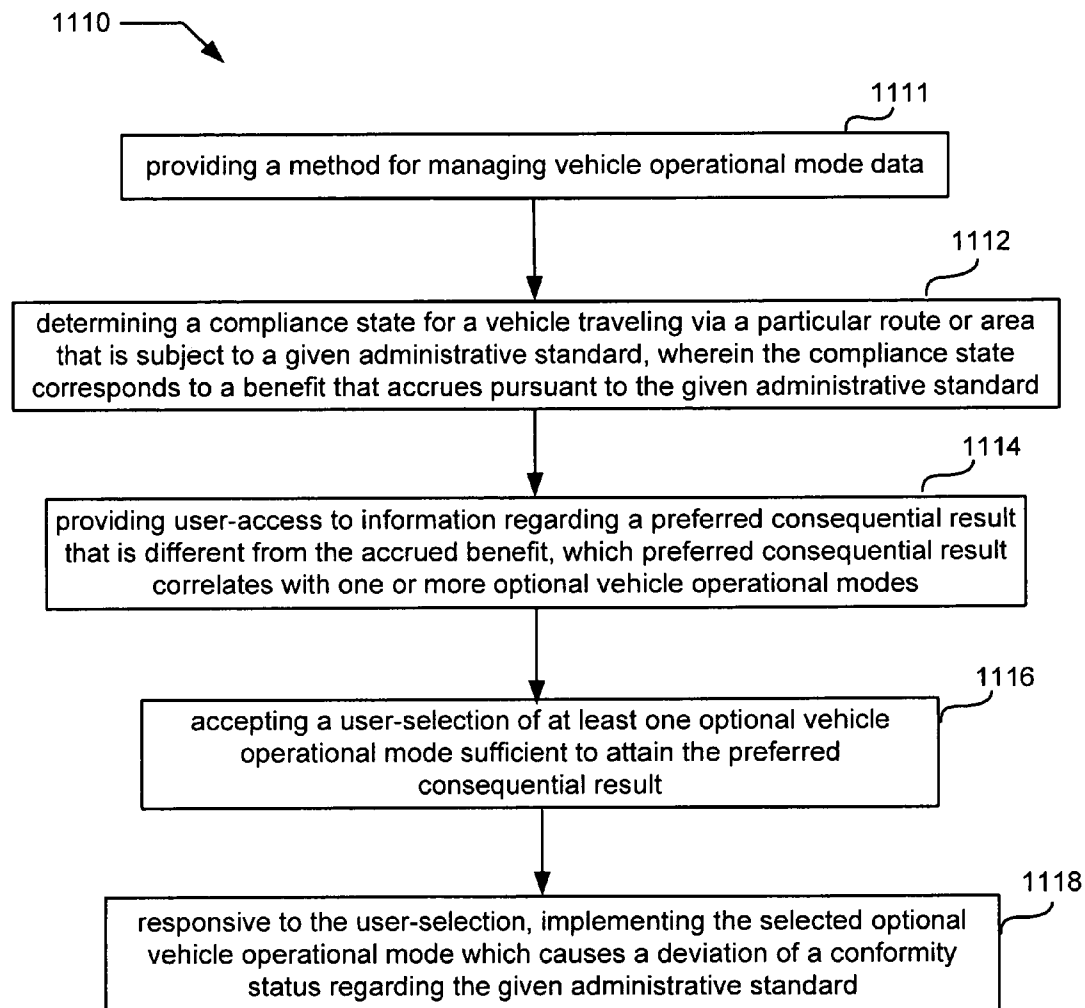 1110
1111
providing a method for managing vehicle operational mode data
1112
determining a compliance state for a vehicle traveling via a particular route or area
that is subject to a given administrative standard, wherein the compliance state
corresponds to a benefit that accrues pursuant to the given administrative standard
1114
providing user-access to information regarding a preferred consequential result
that is different from the accrued benefit, which preferred consequential result
correlates with one or more optional vehicle operational modes
1116
accepting a user-selection of at least one optional vehicle
operational mode sufficient to attain the preferred
consequential result
1118
responsive to the user-selection, implementing the selected optional
vehicle operational mode which causes a deviation of a conformity
status regarding the given administrative standard